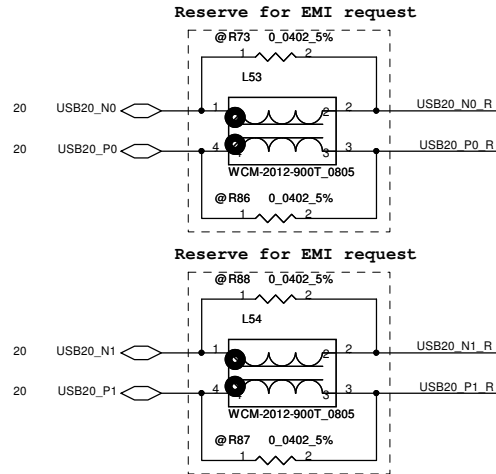 Reserve for EMI request
@R73 0_0402_5%
1 2
L53
20 USB20_N0 1 2 2 USB20_N0_R
20 USB20_P0 4 4 3 3 USB20_P0_R
WCM-2012-900T_0805
@R86 0_0402_5%
1 2
Reserve for EMI request
@R88 0_0402_5%
1 2
L54
20 USB20_N1 1 2 2 USB20_N1_R
20 USB20_P1 4 4 3 3 USB20_P1_R
WCM-2012-900T_0805
@R87 0_0402_5%
1 2